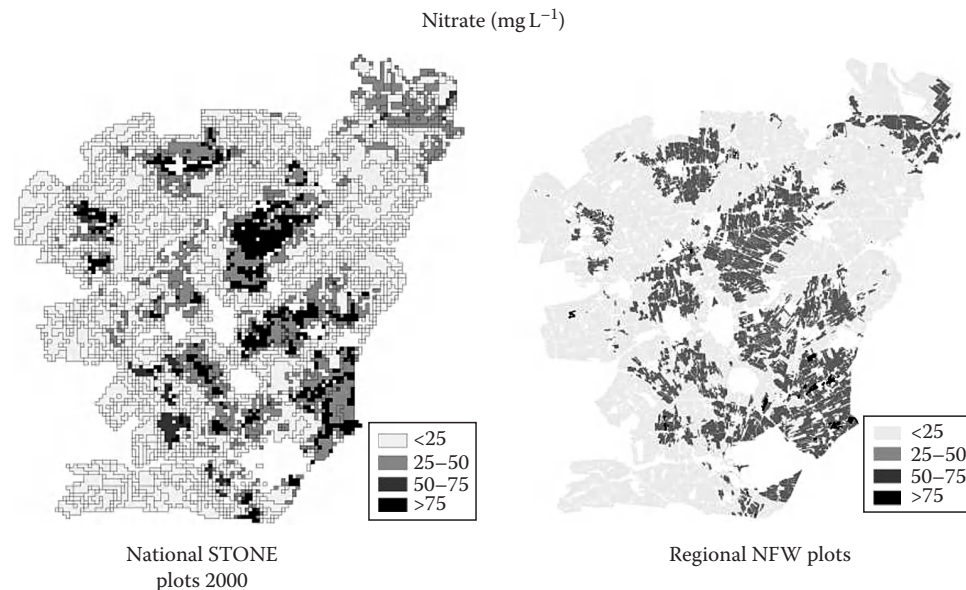 Nitrate (mg L⁻¹)
<25
25–50
50–75
>75
National STONE
plots 2000
<25
25–50
50–75
>75
Regional NFW plots